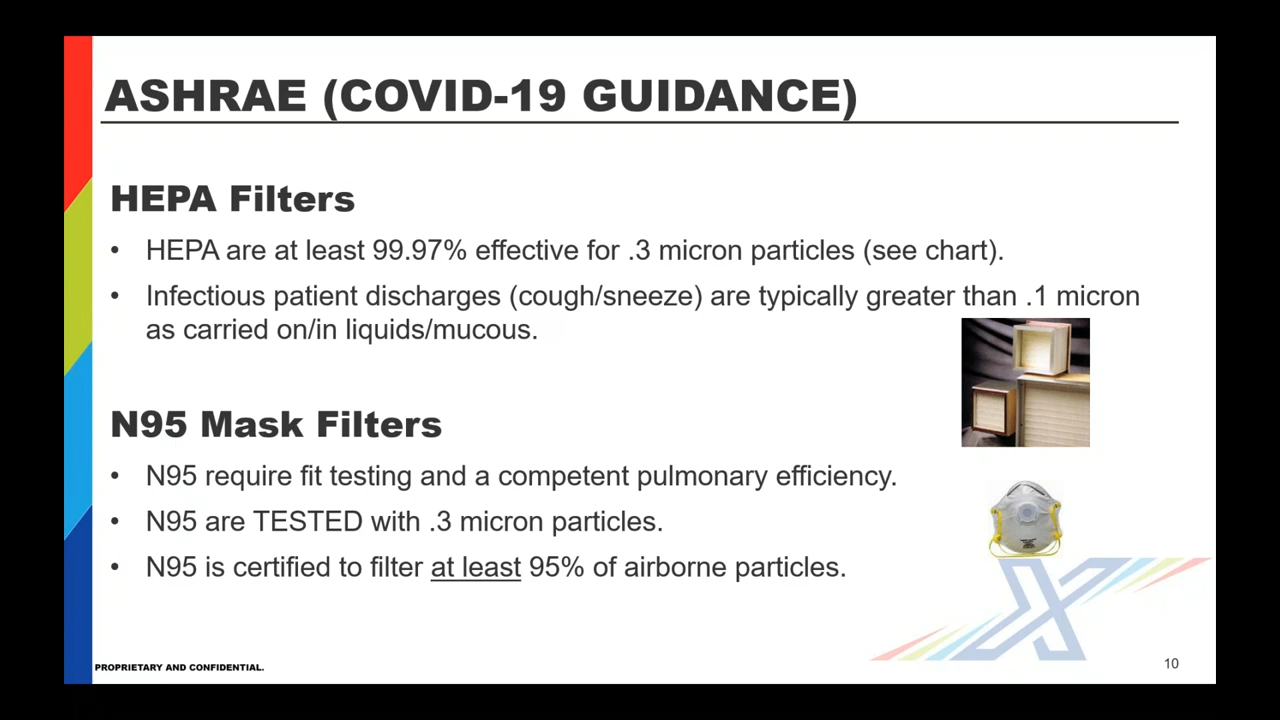 ASHRAE (COVID-19 GUIDANCE)
HEPA Filters
• HEPA are at least 99.97% effective for .3 micron particles (see chart).
• Infectious patient discharges (cough/sneeze) are typically greater than .1 micron
as carried on/in liquids/mucous.
N95 Mask Filters
• N95 require fit testing and a competent pulmonary efficiency.
• N95 are TESTED with .3 micron particles.
• N95 is certified to filter at least 95% of airborne particles.
PROPRIETARY AND CONFIDENTIAL.
10